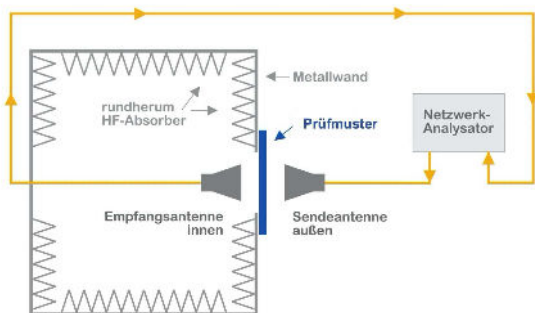 Metallwand
rundherum
HF-Absorber
Prüfmuster
Netzwerk-
Analysator
Empfangsantenne
innen
Sendeantenne
außen